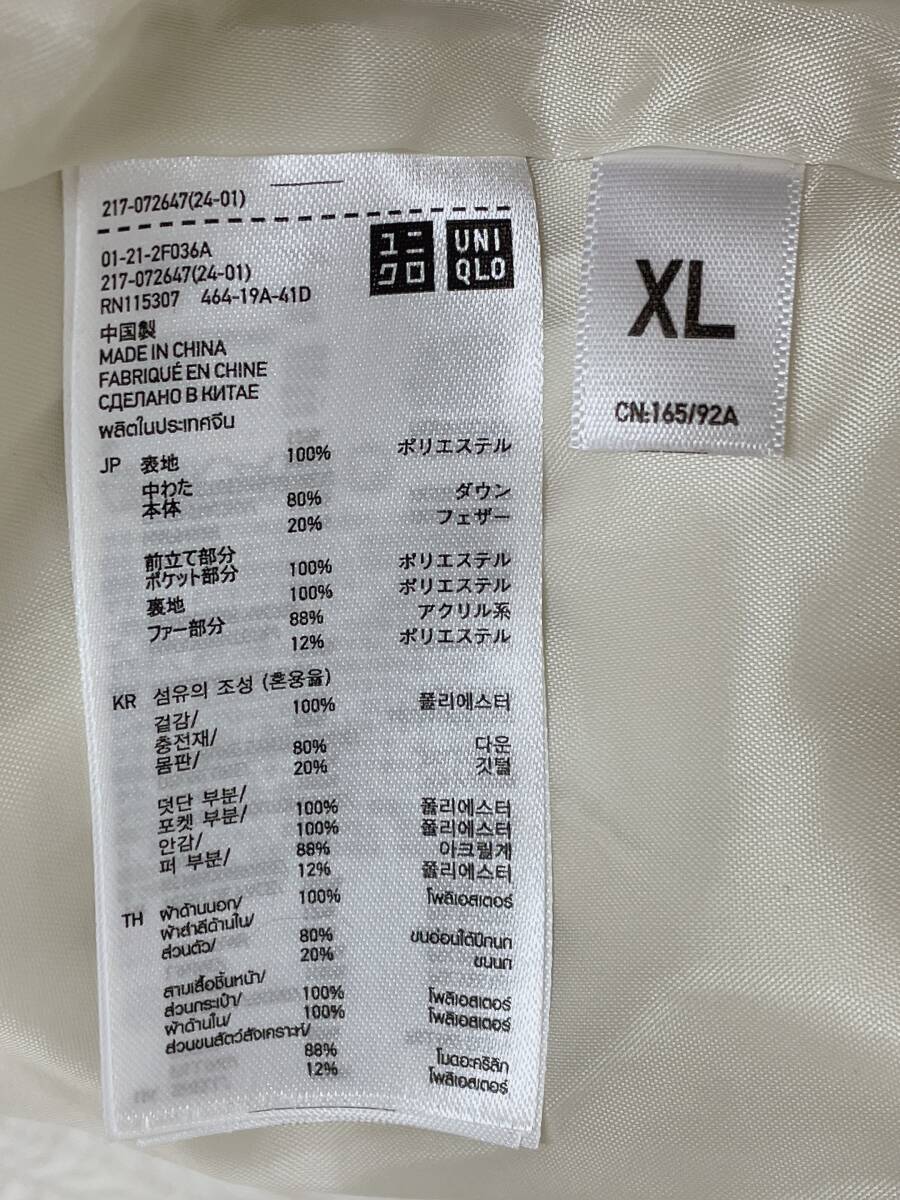 217-072647(24-01)
01-21-2F036A
217-072647(24-01)
RN115307 464-19A-41D
ユニ
クロ
UNI
QLO
中国製
MADE IN CHINA
FABRIQUÉ EN CHINE
СДЕЛАНО В КИТАЕ
ผลิตในประเทศจีน
JP 表地 100% ポリエステル
中わた
本体 80% ダウン
20% フェザー
前立て部分
ポケット部分 100% ポリエステル
裏地 100% ポリエステル
ファー部分 88% アクリル系
12% ポリエステル
KR 섬유의 조성 (혼용율)
겉감/ 100% 폴리에스터
충전재/
몸판/ 80% 다운
20% 깃털
덧단 부분/
포켓 부분/ 100% 폴리에스터
안감/ 100% 폴리에스터
퍼 부분/ 88% 아크릴계
12% 폴리에스터
TH ผ้าด้านนอก/ 100% โพลิเอสเตอร์
ผ้าสำลีด้านใน/
ส่วนตัว/ 80% ขนอ่อนใต้ปีกนก
20% ขนนก
สาบเสื้อชิ้นหน้า/
ส่วนกระเป๋า/ 100% โพลิเอสเตอร์
ผ้าด้านใน/ 100% โพลิเอสเตอร์
ส่วนขนสัตว์สังเคราะห์/
88% โมดอะคริลิก
12% โพลิเอสเตอร์
XL
CN:165/92A